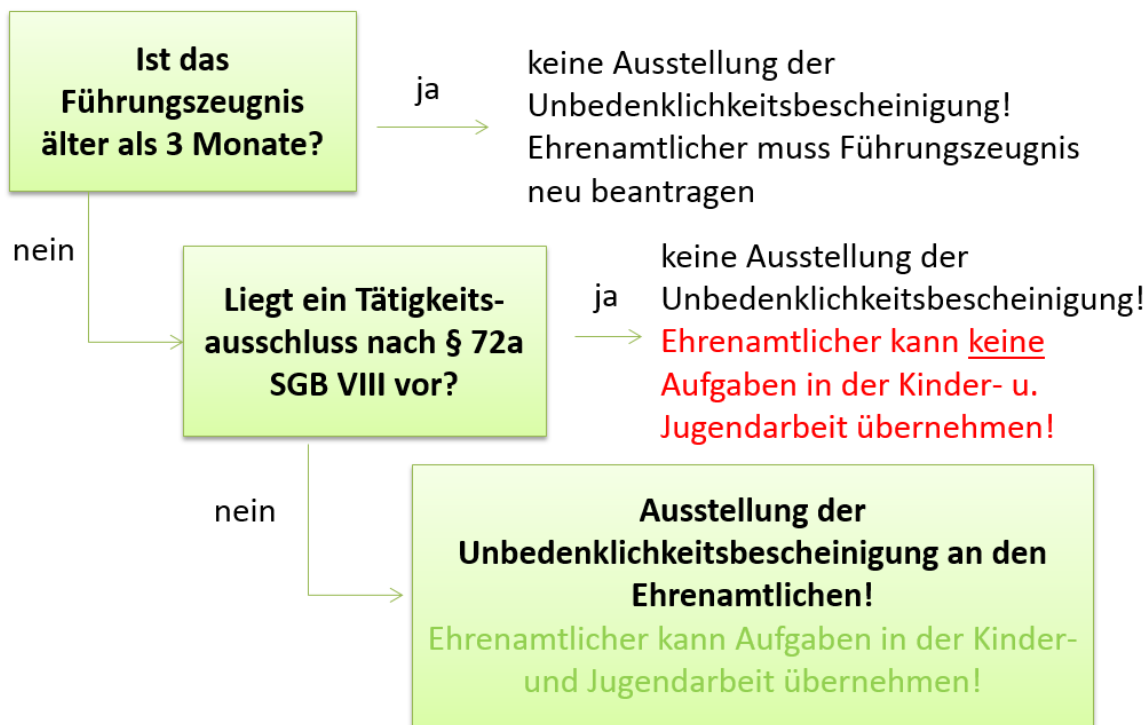 Ist das
Führungszeugnis
älter als 3 Monate?
ja
keine Ausstellung der
Unbedenklichkeitsbescheinigung!
Ehrenamtlicher muss Führungszeugnis
neu beantragen
nein
Liegt ein Tätigkeits-
ausschluss nach § 72a
SGB VIII vor?
ja
keine Ausstellung der
Unbedenklichkeitsbescheinigung!
Ehrenamtlicher kann keine
Aufgaben in der Kinder- u.
Jugendarbeit übernehmen!
nein
Ausstellung der
Unbedenklichkeitsbescheinigung an den
Ehrenamtlichen!
Ehrenamtlicher kann Aufgaben in der Kinder-
und Jugendarbeit übernehmen!